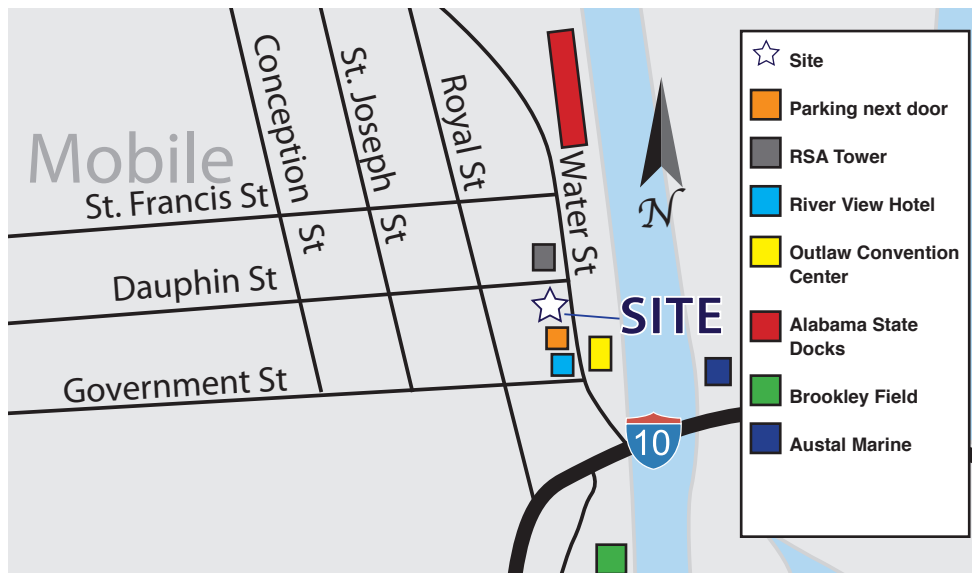 Mobile
Conception
St
St. Joseph
St
Royal St
Water St
St. Francis St
Dauphin St
Government St
SITE
N
10
Site
Parking next door
RSA Tower
River View Hotel
Outlaw Convention
Center
Alabama State
Docks
Brookley Field
Austal Marine